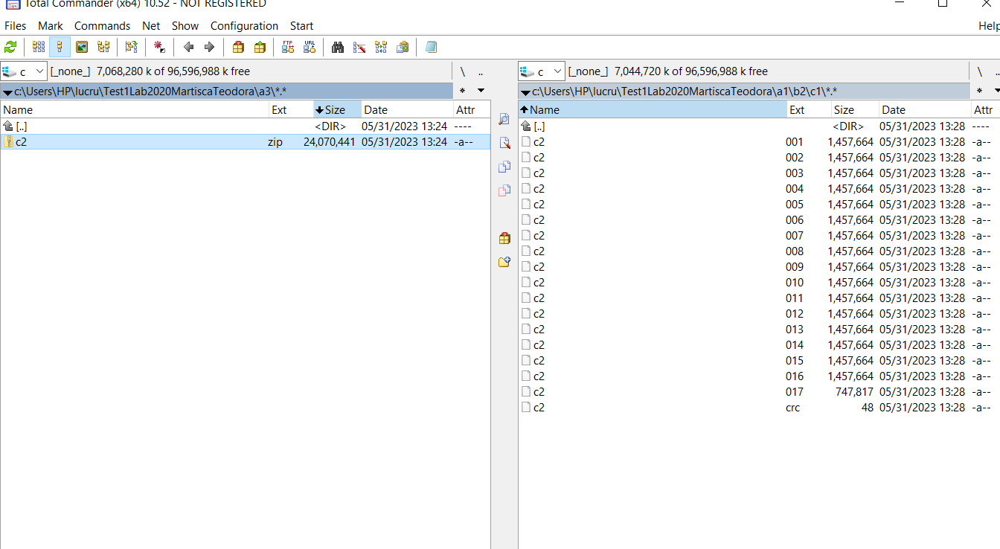 Total Commander (x64) 10.52 - NOT REGISTERED
Files Mark Commands Net Show Configuration Start Help
FTP URL
c [_none_] 7,068,280 k of 96,596,988 k free \ ..
c:\Users\HP\lucru\Test1Lab2020MartiscaTeodora\a3\*.* *
Name Ext Size Date Attr
[..] <DIR> 05/31/2023 13:24 ----
c2 zip 24,070,441 05/31/2023 13:24 -a--
c [_none_] 7,044,720 k of 96,596,988 k free \ ..
c:\Users\HP\lucru\Test1Lab2020MartiscaTeodora\a1\b2\c1\*.* *
Name Ext Size Date Attr
[..] <DIR> 05/31/2023 13:28 ----
c2 001 1,457,664 05/31/2023 13:28 -a--
c2 002 1,457,664 05/31/2023 13:28 -a--
c2 003 1,457,664 05/31/2023 13:28 -a--
c2 004 1,457,664 05/31/2023 13:28 -a--
c2 005 1,457,664 05/31/2023 13:28 -a--
c2 006 1,457,664 05/31/2023 13:28 -a--
c2 007 1,457,664 05/31/2023 13:28 -a--
c2 008 1,457,664 05/31/2023 13:28 -a--
c2 009 1,457,664 05/31/2023 13:28 -a--
c2 010 1,457,664 05/31/2023 13:28 -a--
c2 011 1,457,664 05/31/2023 13:28 -a--
c2 012 1,457,664 05/31/2023 13:28 -a--
c2 013 1,457,664 05/31/2023 13:28 -a--
c2 014 1,457,664 05/31/2023 13:28 -a--
c2 015 1,457,664 05/31/2023 13:28 -a--
c2 016 1,457,664 05/31/2023 13:28 -a--
c2 017 747,817 05/31/2023 13:28 -a--
c2 crc 48 05/31/2023 13:28 -a--